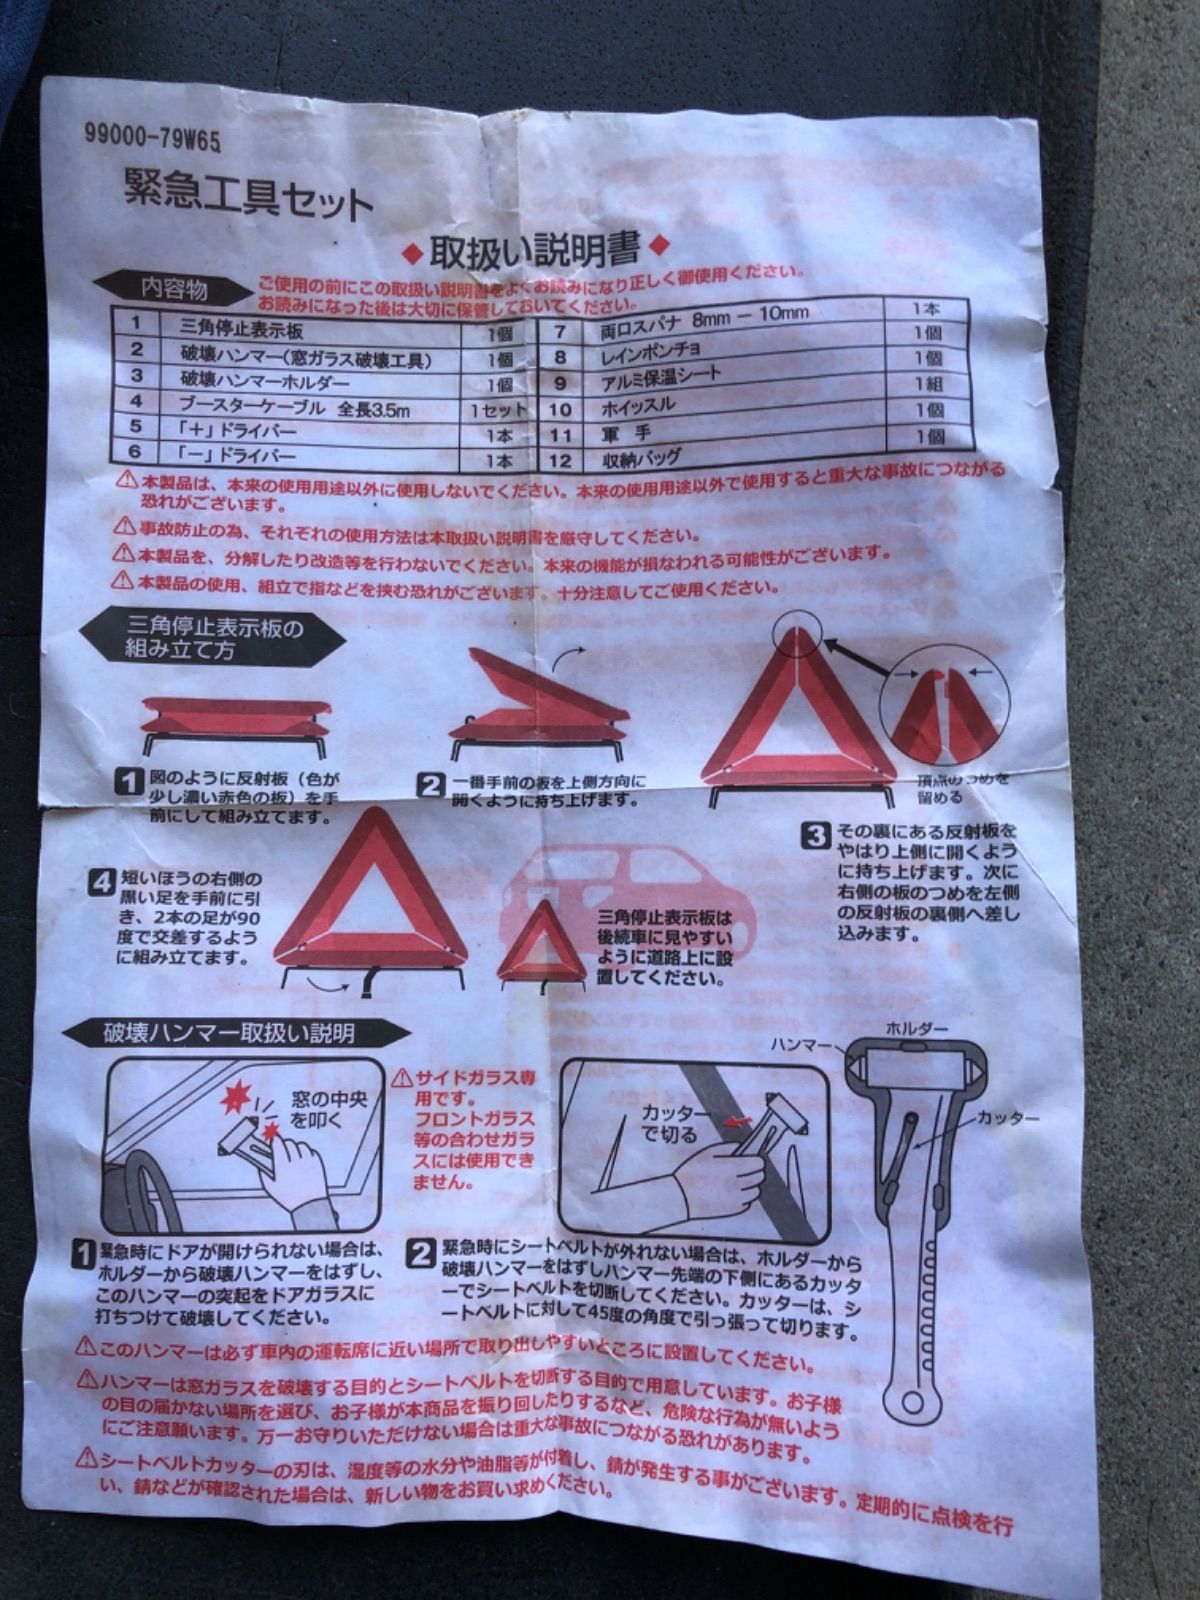 99000-79W65
緊急工具セット
◆取扱い説明書◆
内容物
ご使用の前にこの取扱い説明書をよくお読みになり正しく御使用ください。
お読みになった後は大切に保管しておいてください。
1 三角停止表示板 1個
2 破壊ハンマー(窓ガラス破壊工具) 1個
3 破壊ハンマーホルダー 1個
4 ブースターケーブル 全長3.5m 1セット
5 「+」ドライバー 1本
6 「−」ドライバー 1本
7 両口スパナ 8mm − 10mm 1本
8 レインポンチョ 1個
9 アルミ保温シート 1個
10 ホイッスル 1組
11 軍 手 1個
12 収納バッグ 1個
⚠本製品は、本来の使用用途以外に使用しないでください。本来の使用用途以外で使用すると重大な事故につながる
恐れがございます。
⚠事故防止の為、それぞれの使用方法は本取扱い説明書を厳守してください。
⚠本製品を、分解したり改造等を行わないでください。本来の機能が損なわれる可能性がございます。
⚠本製品の使用、組立で指などを挟む恐れがございます。十分注意してご使用ください。
三角停止表示板の
組み立て方
1 図のように反射板（色が
少し濃い赤色の板）を手
前にして組み立てます。
2 一番手前の板を上側方向に
開くように持ち上げます。
頂点のつめを
留める
3 その裏にある反射板を
やはり上側に開くよう
に持ち上げます。次に
右側の板のつめを左側
の反射板の裏側へ差し
込みます。
4 短いほうの右側の
黒い足を手前に引
き、2本の足が90
度で交差するよう
に組み立てます。
三角停止表示板は
後続車に見やすい
ように道路上に設
置してください。
破壊ハンマー取扱い説明
窓の中央
を叩く
⚠サイドガラス専
用です。
フロントガラス
等の合わせガラ
スには使用でき
ません。
カッター
で切る
ホルダー
ハンマー
カッター
1 緊急時にドアが開けられない場合は、
ホルダーから破壊ハンマーをはずし、
このハンマーの突起をドアガラスに
打ちつけて破壊してください。
2 緊急時にシートベルトが外れない場合は、ホルダーから
破壊ハンマーをはずしハンマー先端の下側にあるカッタ
ーでシートベルトを切断してください。カッターは、シ
ートベルトに対して45度の角度で引っ張って切ります。
⚠このハンマーは必ず車内の運転席に近い場所で取り出しやすいところに設置してください。
⚠ハンマーは窓ガラスを破壊する目的とシートベルトを切断する目的で用意しています。お子様
の目の届かない場所を選び、お子様が本商品を振り回したりするなど、危険な行為が無いよう
にご注意願います。万一お守りいただけない場合は重大な事故につながる恐れがあります。
⚠シートベルトカッターの刃は、湿度等の水分や油脂等が付着し、錆が発生する事がございます。定期的に点検を行
い、錆などが確認された場合は、新しい物をお買い求めください。